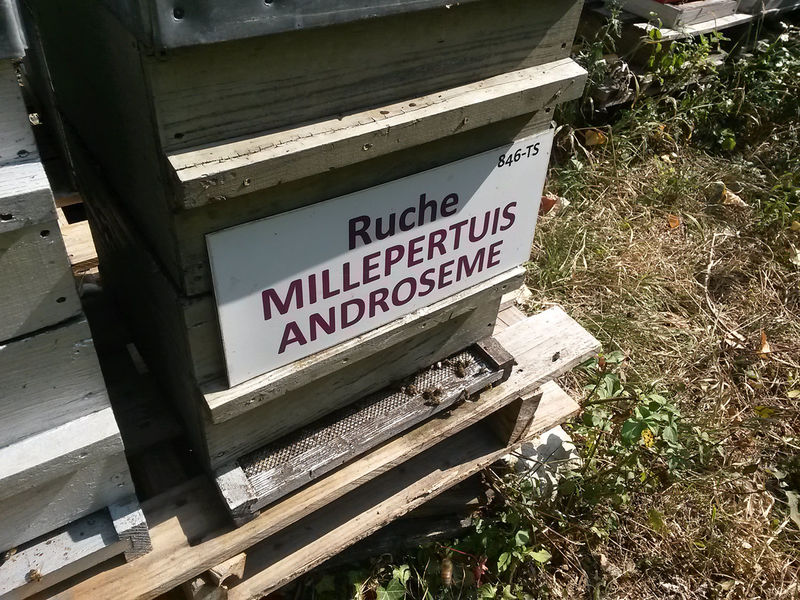 846-TS
Ruche
MILLEPERTUIS
ANDROSEME